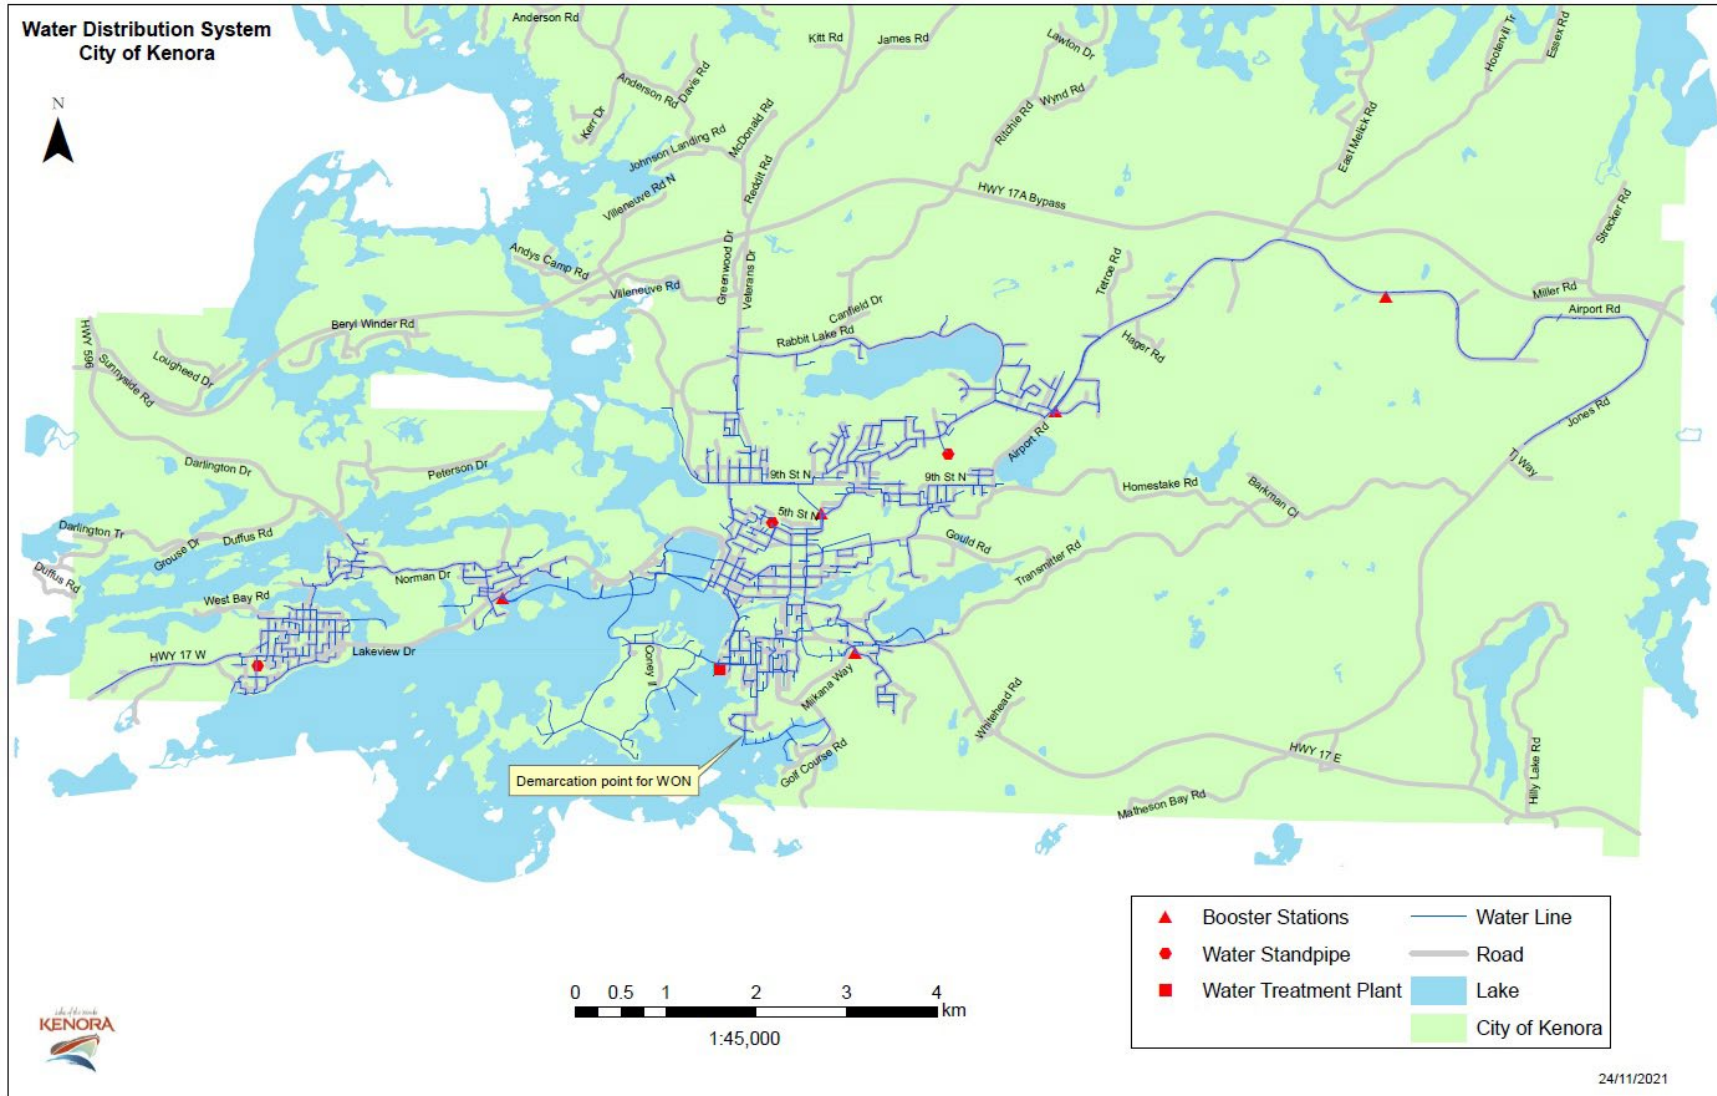 Water Distribution System
City of Kenora
N
Anderson Rd
Kitt Rd
James Rd
Lawton Dr
Hootervill Tr
Essex Rd
Anderson Rd
Davis Rd
Wynd Rd
Kerr Dr
McDonald Rd
Ritchie Rd
East Melick Rd
Johnson Landing Rd
Reddit Rd
Villeneuve Rd N
HWY 17A Bypass
Strecker Rd
Andys Camp Rd
Greenwood Dr
Veterans Dr
Tetroe Rd
Villeneuve Rd
Miller Rd
Canfield Dr
Airport Rd
HWY 596
Beryl Winder Rd
Rabbit Lake Rd
Hager Rd
Lougheed Dr
Sunnyside Rd
Jones Rd
Airport Rd
Darlington Dr
Peterson Dr
9th St N
9th St N
Tj Way
Homestake Rd
Barkman Cl
5th St N
Darlington Tr
Grouse Dr
Duffus Rd
Gould Rd
Transmitter Rd
Duffus Rd
Norman Dr
West Bay Rd
HWY 17 W
Lakeview Dr
Coney Il
Miikana Way
Whitehead Rd
Golf Course Rd
HWY 17 E
Hilly Lake Rd
Matheson Bay Rd
Demarcation point for WON
Booster Stations
Water Line
Water Standpipe
Road
Water Treatment Plant
Lake
City of Kenora
0 0.5 1 2 3 4
km
1:45,000
Lake of the Woods
KENORA
24/11/2021